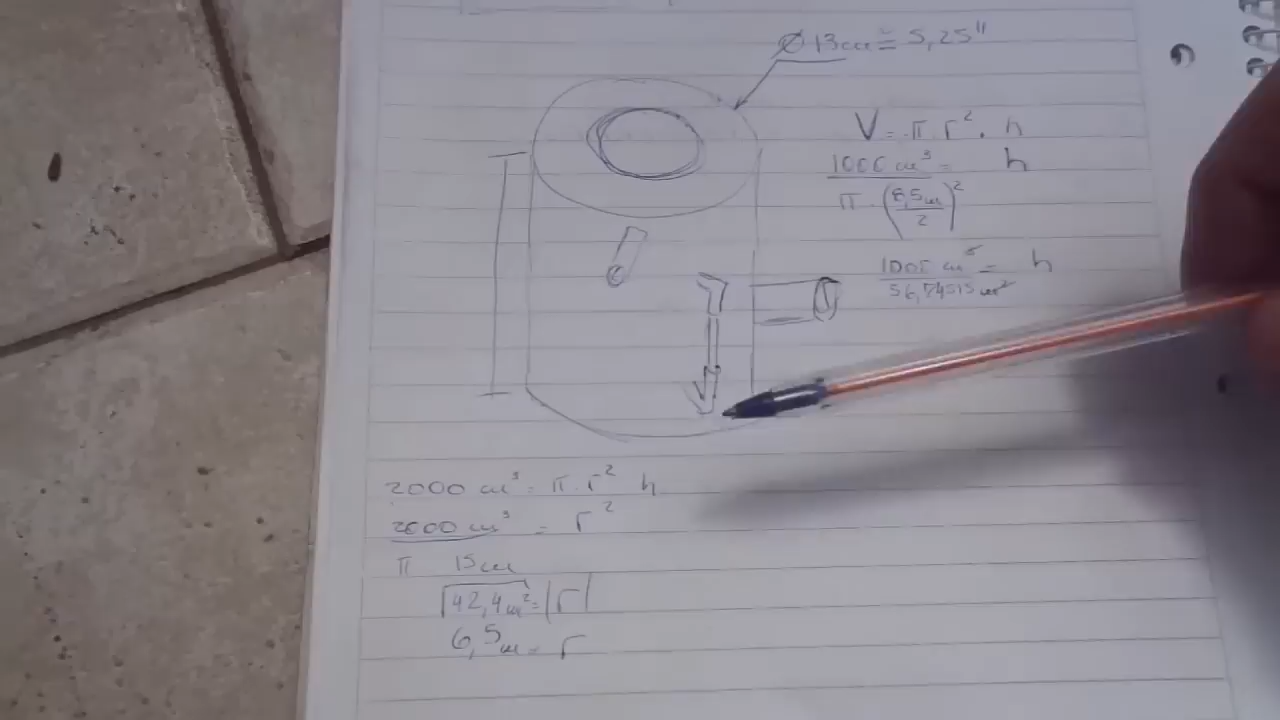 Ø 13cm ≅ 5,25"
V = π . r² . h
1000 cm³ = h
π . (8,5cm / 2)²
1000 cm³ = h
56,74515 cm²
2000 cm³ = π . r² h
2000 cm³ = r²
π 15cm
√42,4cm² = |r|
6,5cm = r